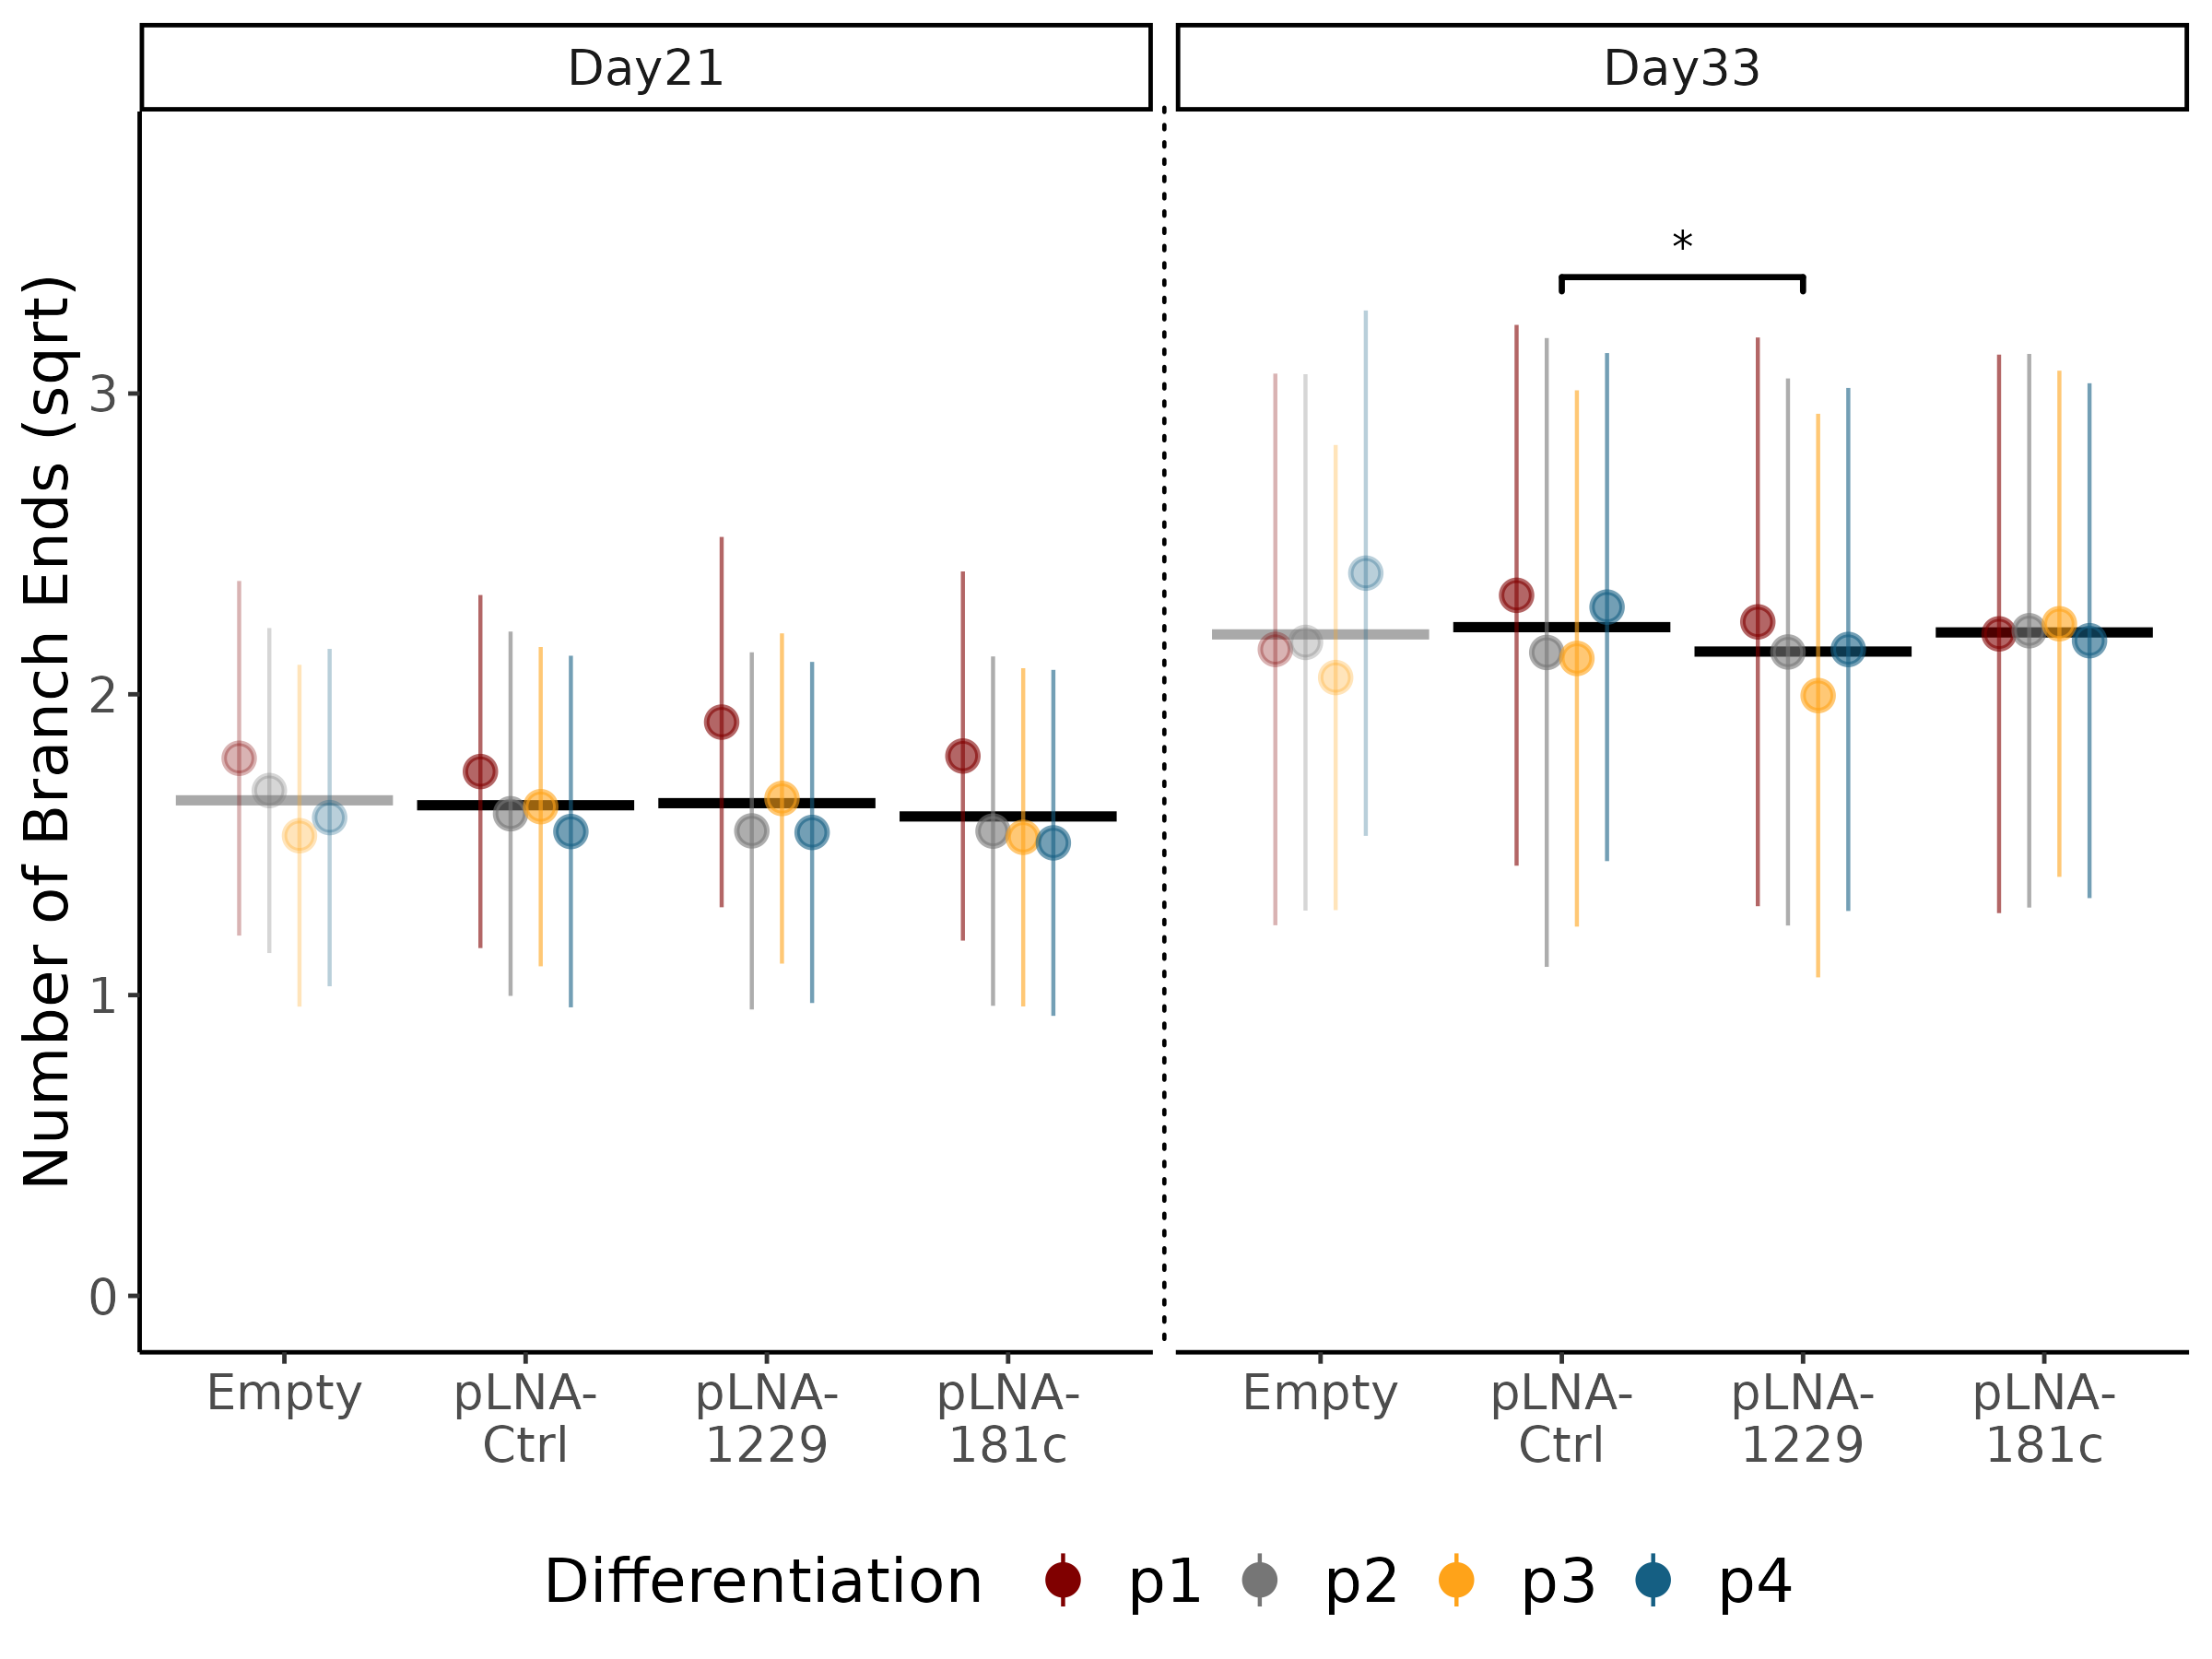 Day21
Day33
Number of Branch Ends (sqrt)
3
2
1
0
*
Empty
pLNA-
Ctrl
pLNA-
1229
pLNA-
181c
Empty
pLNA-
Ctrl
pLNA-
1229
pLNA-
181c
Differentiation p1 p2 p3 p4